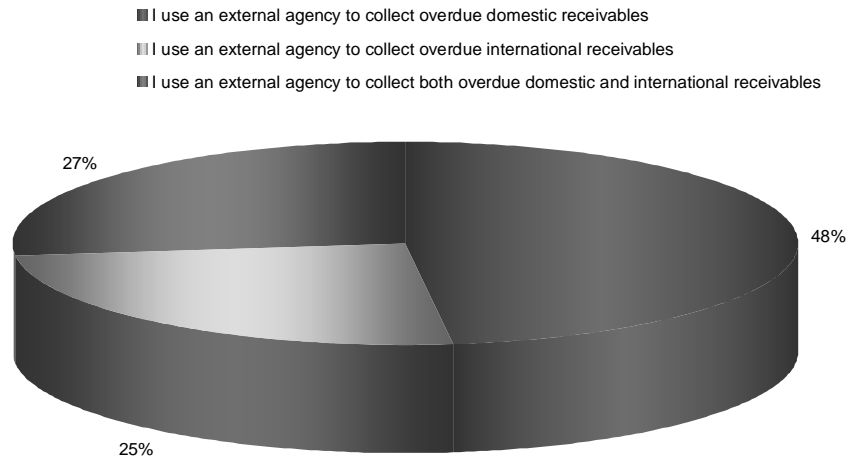 I use an external agency to collect overdue domestic receivables
I use an external agency to collect overdue international receivables
I use an external agency to collect both overdue domestic and international receivables
27%
48%
25%